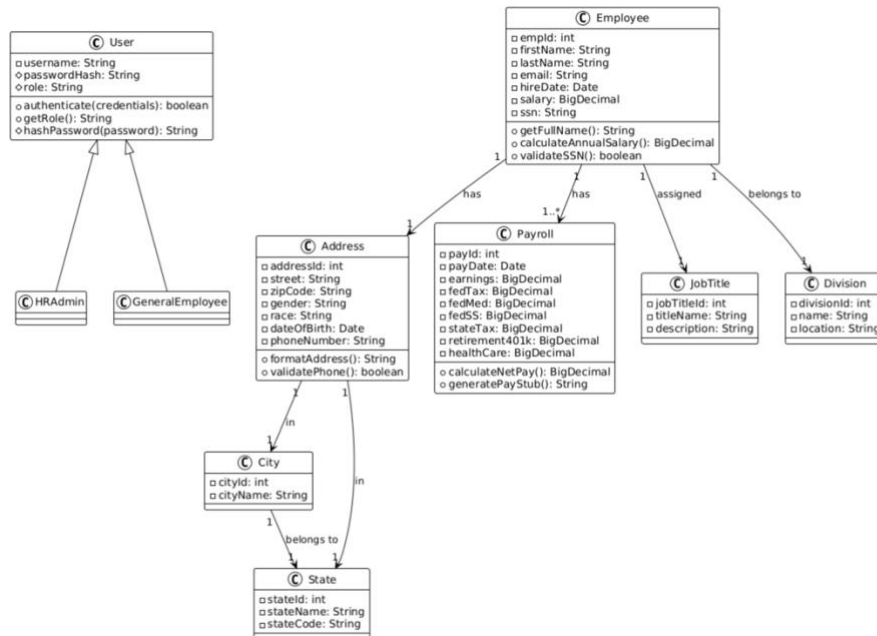 C User
username: String
passwordHash: String
role: String
authenticate(credentials): boolean
getRole(): String
hashPassword(password): String
C HRAdmin
C GeneralEmployee
C Employee
empId: int
firstName: String
lastName: String
email: String
hireDate: Date
salary: BigDecimal
ssn: String
getFullName(): String
calculateAnnualSalary(): BigDecimal
validateSSN(): boolean
1
1
1
1
has
has
assigned
belongs to
1
1..*
1
1
C Address
addressId: int
street: String
zipCode: String
gender: String
race: String
dateOfBirth: Date
phoneNumber: String
formatAddress(): String
validatePhone(): boolean
C Payroll
payId: int
payDate: Date
earnings: BigDecimal
fedTax: BigDecimal
fedMed: BigDecimal
fedSS: BigDecimal
stateTax: BigDecimal
retirement401k: BigDecimal
healthCare: BigDecimal
calculateNetPay(): BigDecimal
generatePayStub(): String
C JobTitle
jobTitleId: int
titleName: String
description: String
C Division
divisionId: int
name: String
location: String
1
1
in
in
1
C City
cityId: int
cityName: String
1
belongs to
1
1
C State
stateId: int
stateName: String
stateCode: String